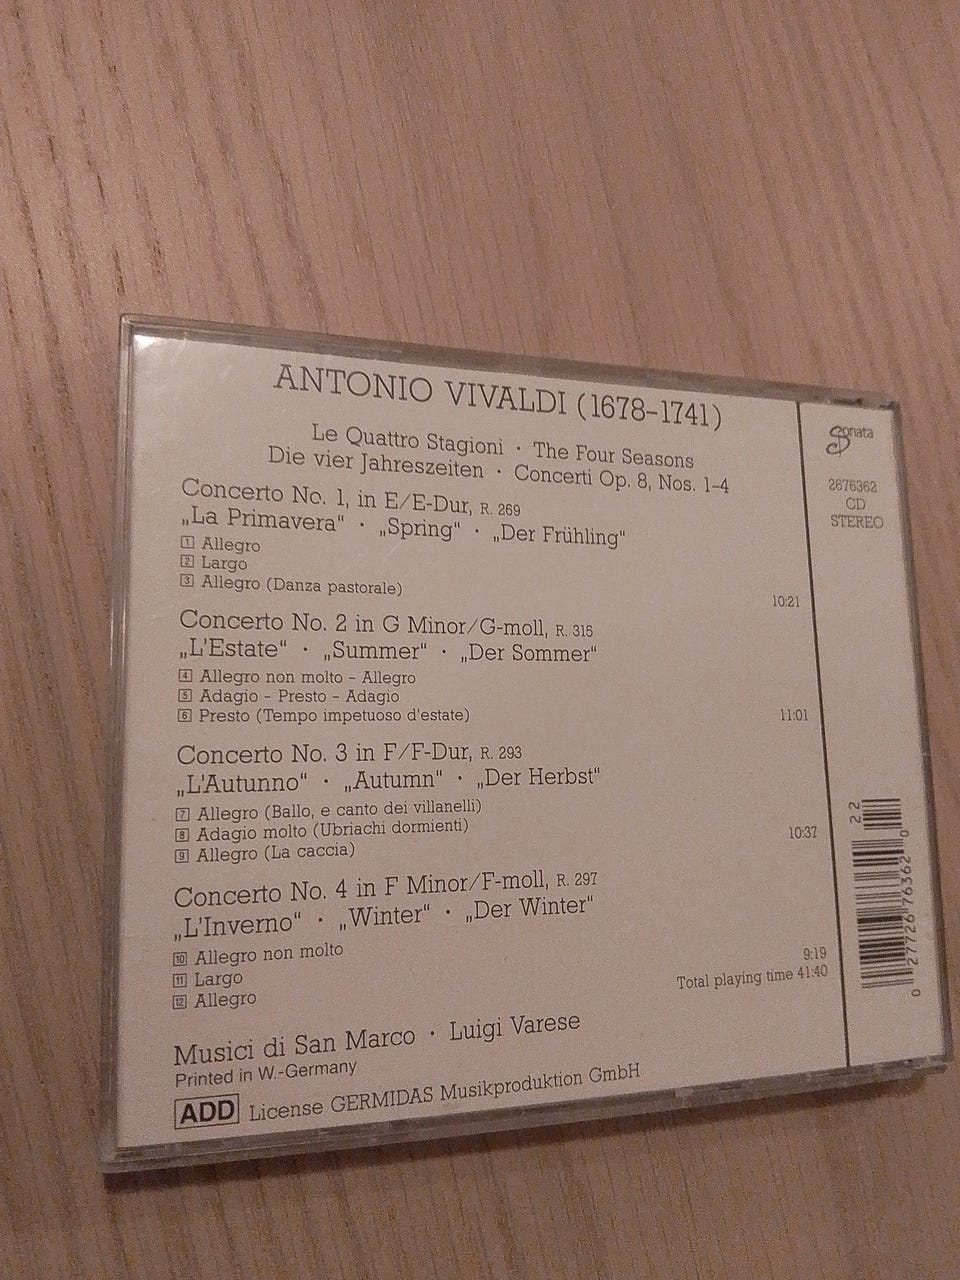 ANTONIO VIVALDI (1678-1741)
Le Quattro Stagioni · The Four Seasons
Die vier Jahreszeiten · Concerti Op. 8, Nos. 1-4
Concerto No. 1, in E/E-Dur, R. 269
„La Primavera“ · „Spring“ · „Der Frühling“
1 Allegro
2 Largo
3 Allegro (Danza pastorale)
10:21
Concerto No. 2 in G Minor/G-moll, R. 315
„L'Estate“ · „Summer“ · „Der Sommer“
4 Allegro non molto - Allegro
5 Adagio - Presto - Adagio
6 Presto (Tempo impetuoso d'estate) 11:01
Concerto No. 3 in F/F-Dur, R. 293
„L'Autunno“ · „Autumn“ · „Der Herbst“
7 Allegro (Ballo, e canto dei villanelli)
8 Adagio molto (Ubriachi dormienti)
9 Allegro (La caccia) 10:37
Concerto No. 4 in F Minor/F-moll, R. 297
„L'Inverno“ · „Winter“ · „Der Winter“
10 Allegro non molto
11 Largo
12 Allegro
9:19
Total playing time 41:40
Musici di San Marco · Luigi Varese
Printed in W.-Germany
ADD License GERMIDAS Musikproduktion GmbH
Sonata
2676362
CD
STEREO
22
0 27726 76362 0